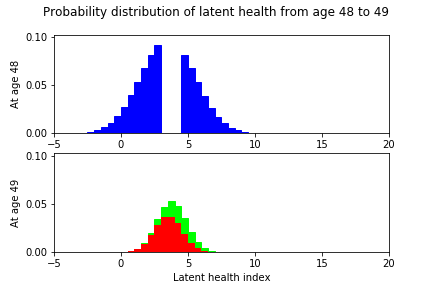 Probability distribution of latent health from age 48 to 49
0.10
0.05
0.00
At age 48
-5 0 5 10 15 20
0.10
0.05
0.00
At age 49
-5 0 5 10 15 20
Latent health index